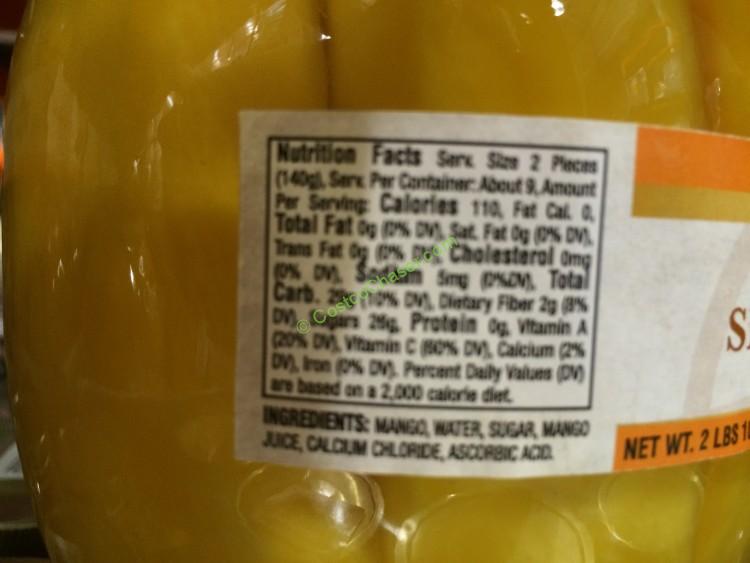 Nutrition Facts Serv. Size 2 Pieces
(140g), Serv. Per Container: About 9, Amount
Per Serving: Calories 110, Fat Cal. 0,
Total Fat 0g (0% DV), Sat. Fat 0g (0% DV),
Trans Fat 0g (0% DV), Cholesterol 0mg
(0% DV), Sodium 5mg (0%DV), Total
Carb. (10% DV), Dietary Fiber 2g (8%
DV), Sugars 26g, Protein 0g, Vitamin A
(20% DV), Vitamin C (60% DV), Calcium (2%
DV), Iron (0% DV). Percent Daily Values (DV)
are based on a 2,000 calorie diet.
INGREDIENTS: MANGO, WATER, SUGAR, MANGO
JUICE, CALCIUM CHLORIDE, ASCORBIC ACID.
NET WT. 2 LBS
© CostcoChaser.com